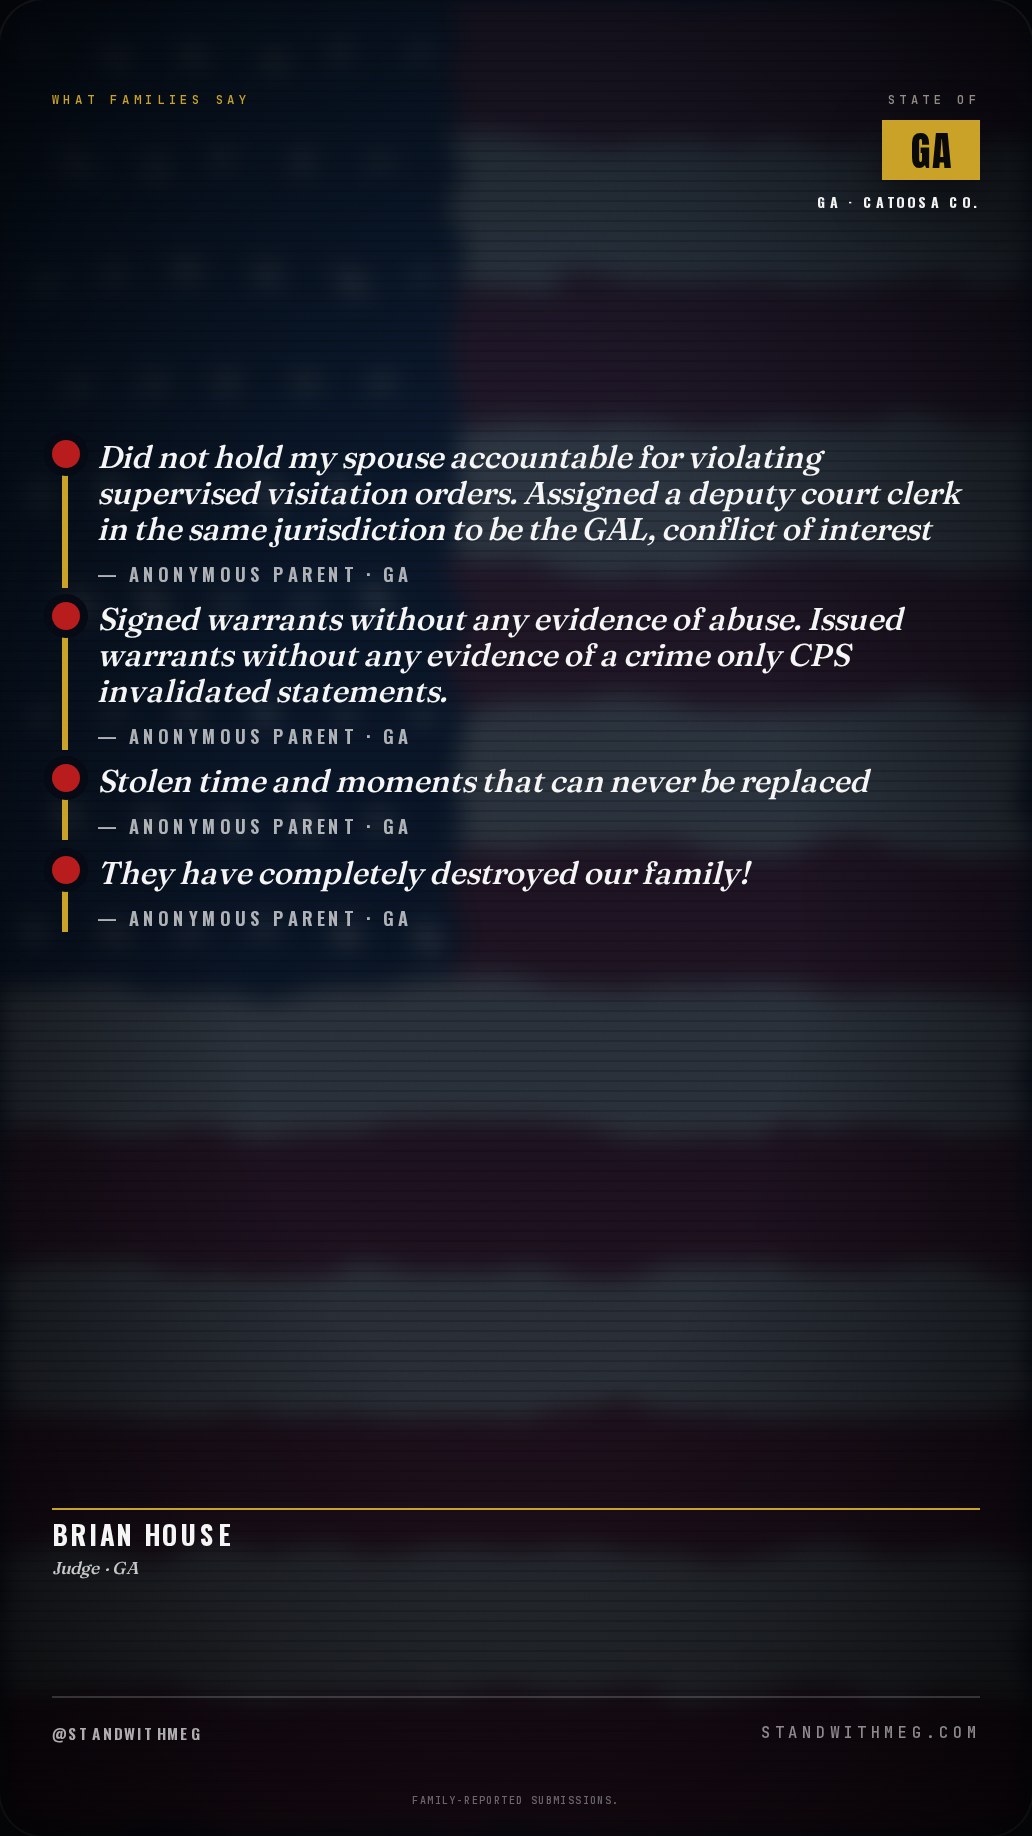 WHAT FAMILIES SAY
STATE OF
GA
GA · CATOOSA CO.
Did not hold my spouse accountable for violating
supervised visitation orders. Assigned a deputy court clerk
in the same jurisdiction to be the GAL, conflict of interest
— ANONYMOUS PARENT · GA
Signed warrants without any evidence of abuse. Issued
warrants without any evidence of a crime only CPS
invalidated statements.
— ANONYMOUS PARENT · GA
Stolen time and moments that can never be replaced
— ANONYMOUS PARENT · GA
They have completely destroyed our family!
— ANONYMOUS PARENT · GA
BRIAN HOUSE
Judge · GA
@STANDWITHMEG
STANDWITHMEG.COM
FAMILY-REPORTED SUBMISSIONS.